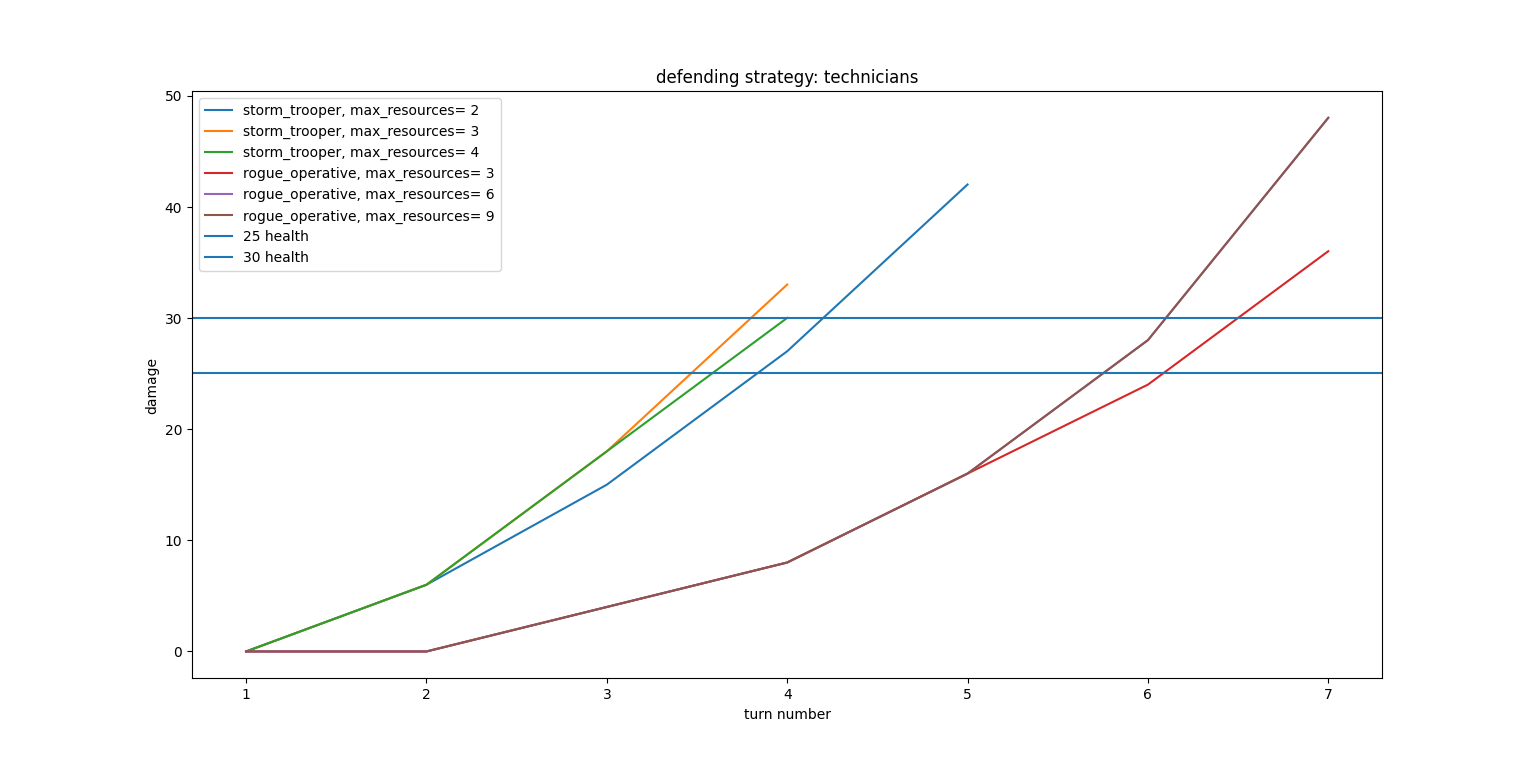 defending strategy: technicians
50
40
30
20
10
0
damage
storm_trooper, max_resources= 2
storm_trooper, max_resources= 3
storm_trooper, max_resources= 4
rogue_operative, max_resources= 3
rogue_operative, max_resources= 6
rogue_operative, max_resources= 9
25 health
30 health
1 2 3 4 5 6 7
turn number